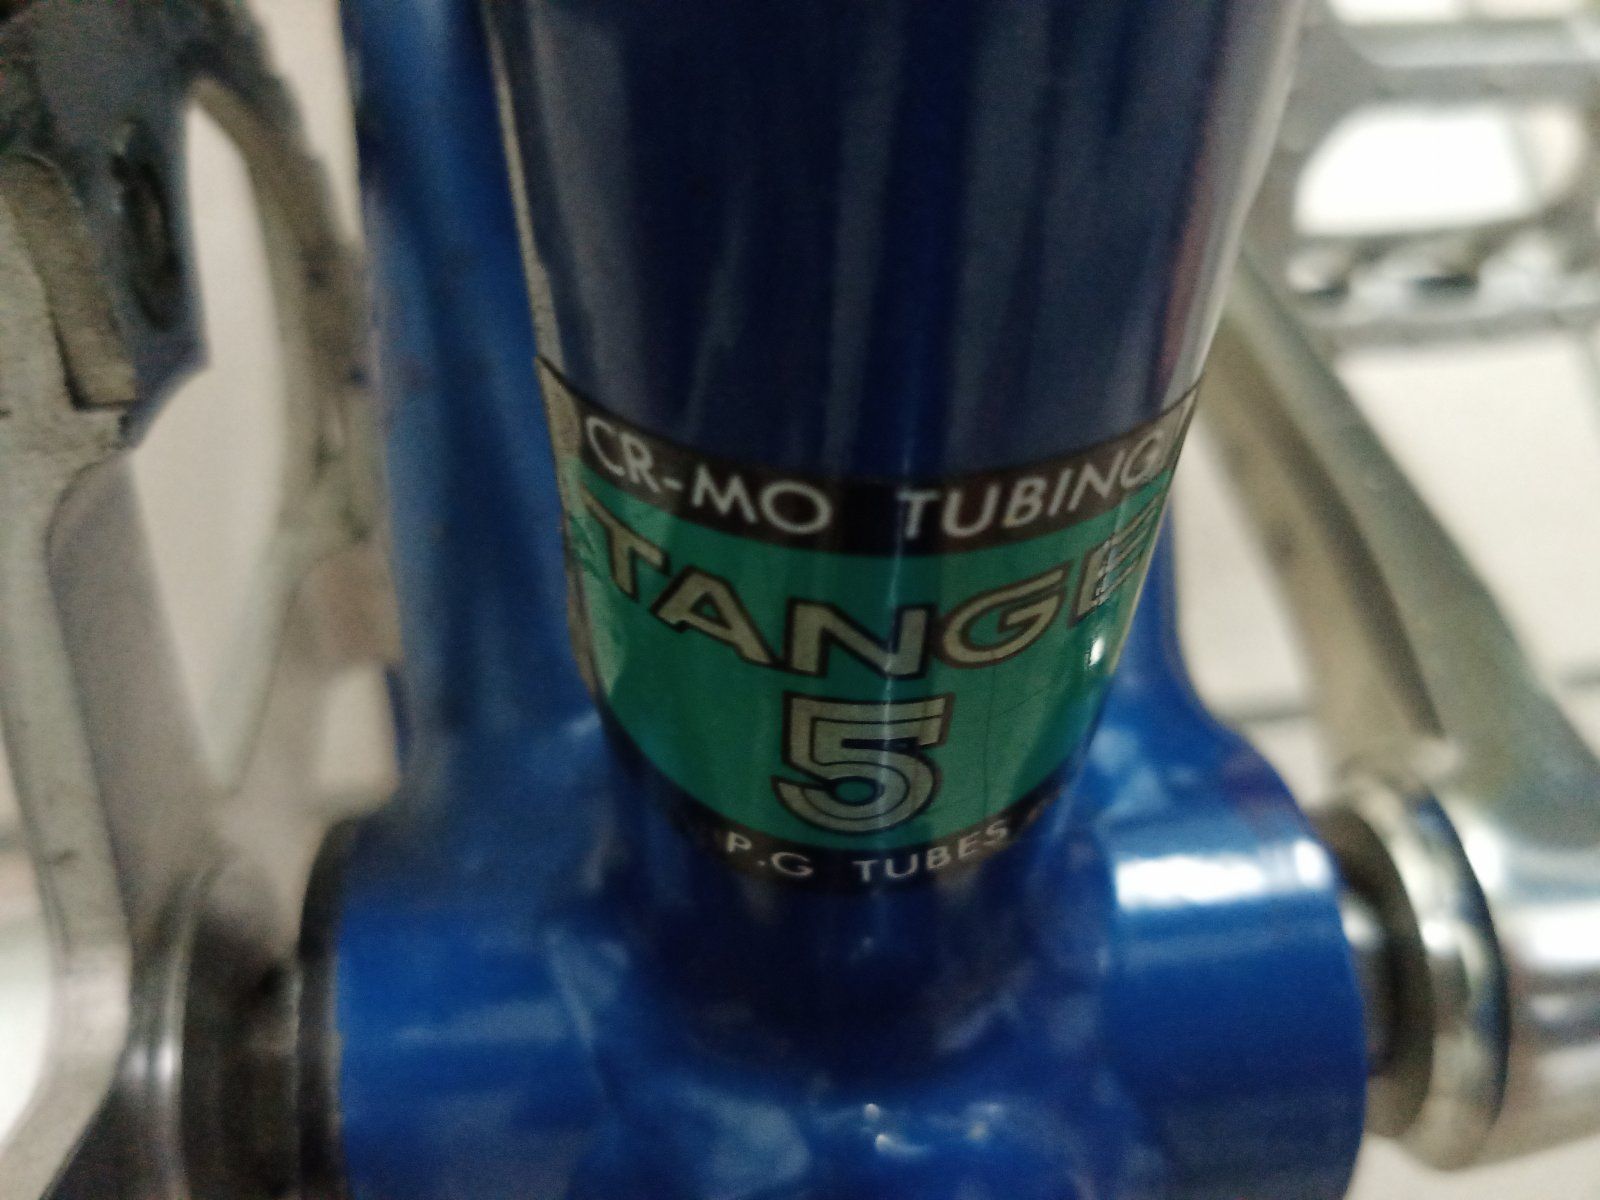 CR-MO TUBING
TANGE
5
P.G TUBES